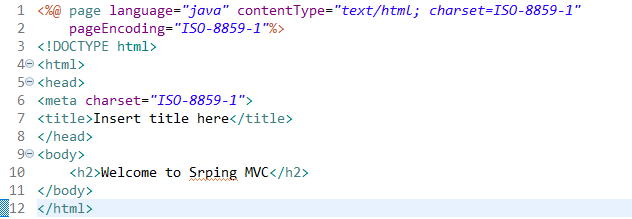 1 <%@ page language="java" contentType="text/html; charset=ISO-8859-1"
2     pageEncoding="ISO-8859-1"%>
3 <!DOCTYPE html>
4 <html>
5 <head>
6 <meta charset="ISO-8859-1">
7 <title>Insert title here</title>
8 </head>
9 <body>
10     <h2>Welcome to Srping MVC</h2>
11 </body>
12 </html>